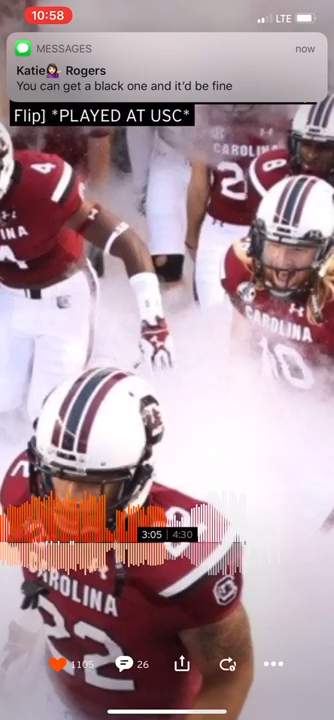 10:58
LTE
MESSAGES
now
Katie Rogers
You can get a black one and it'd be fine
Flip] *PLAYED AT USC*
CAROLINA
2
4
CAROLINA
10
3:05 | 4:30
CAROLINA
22
1105
26